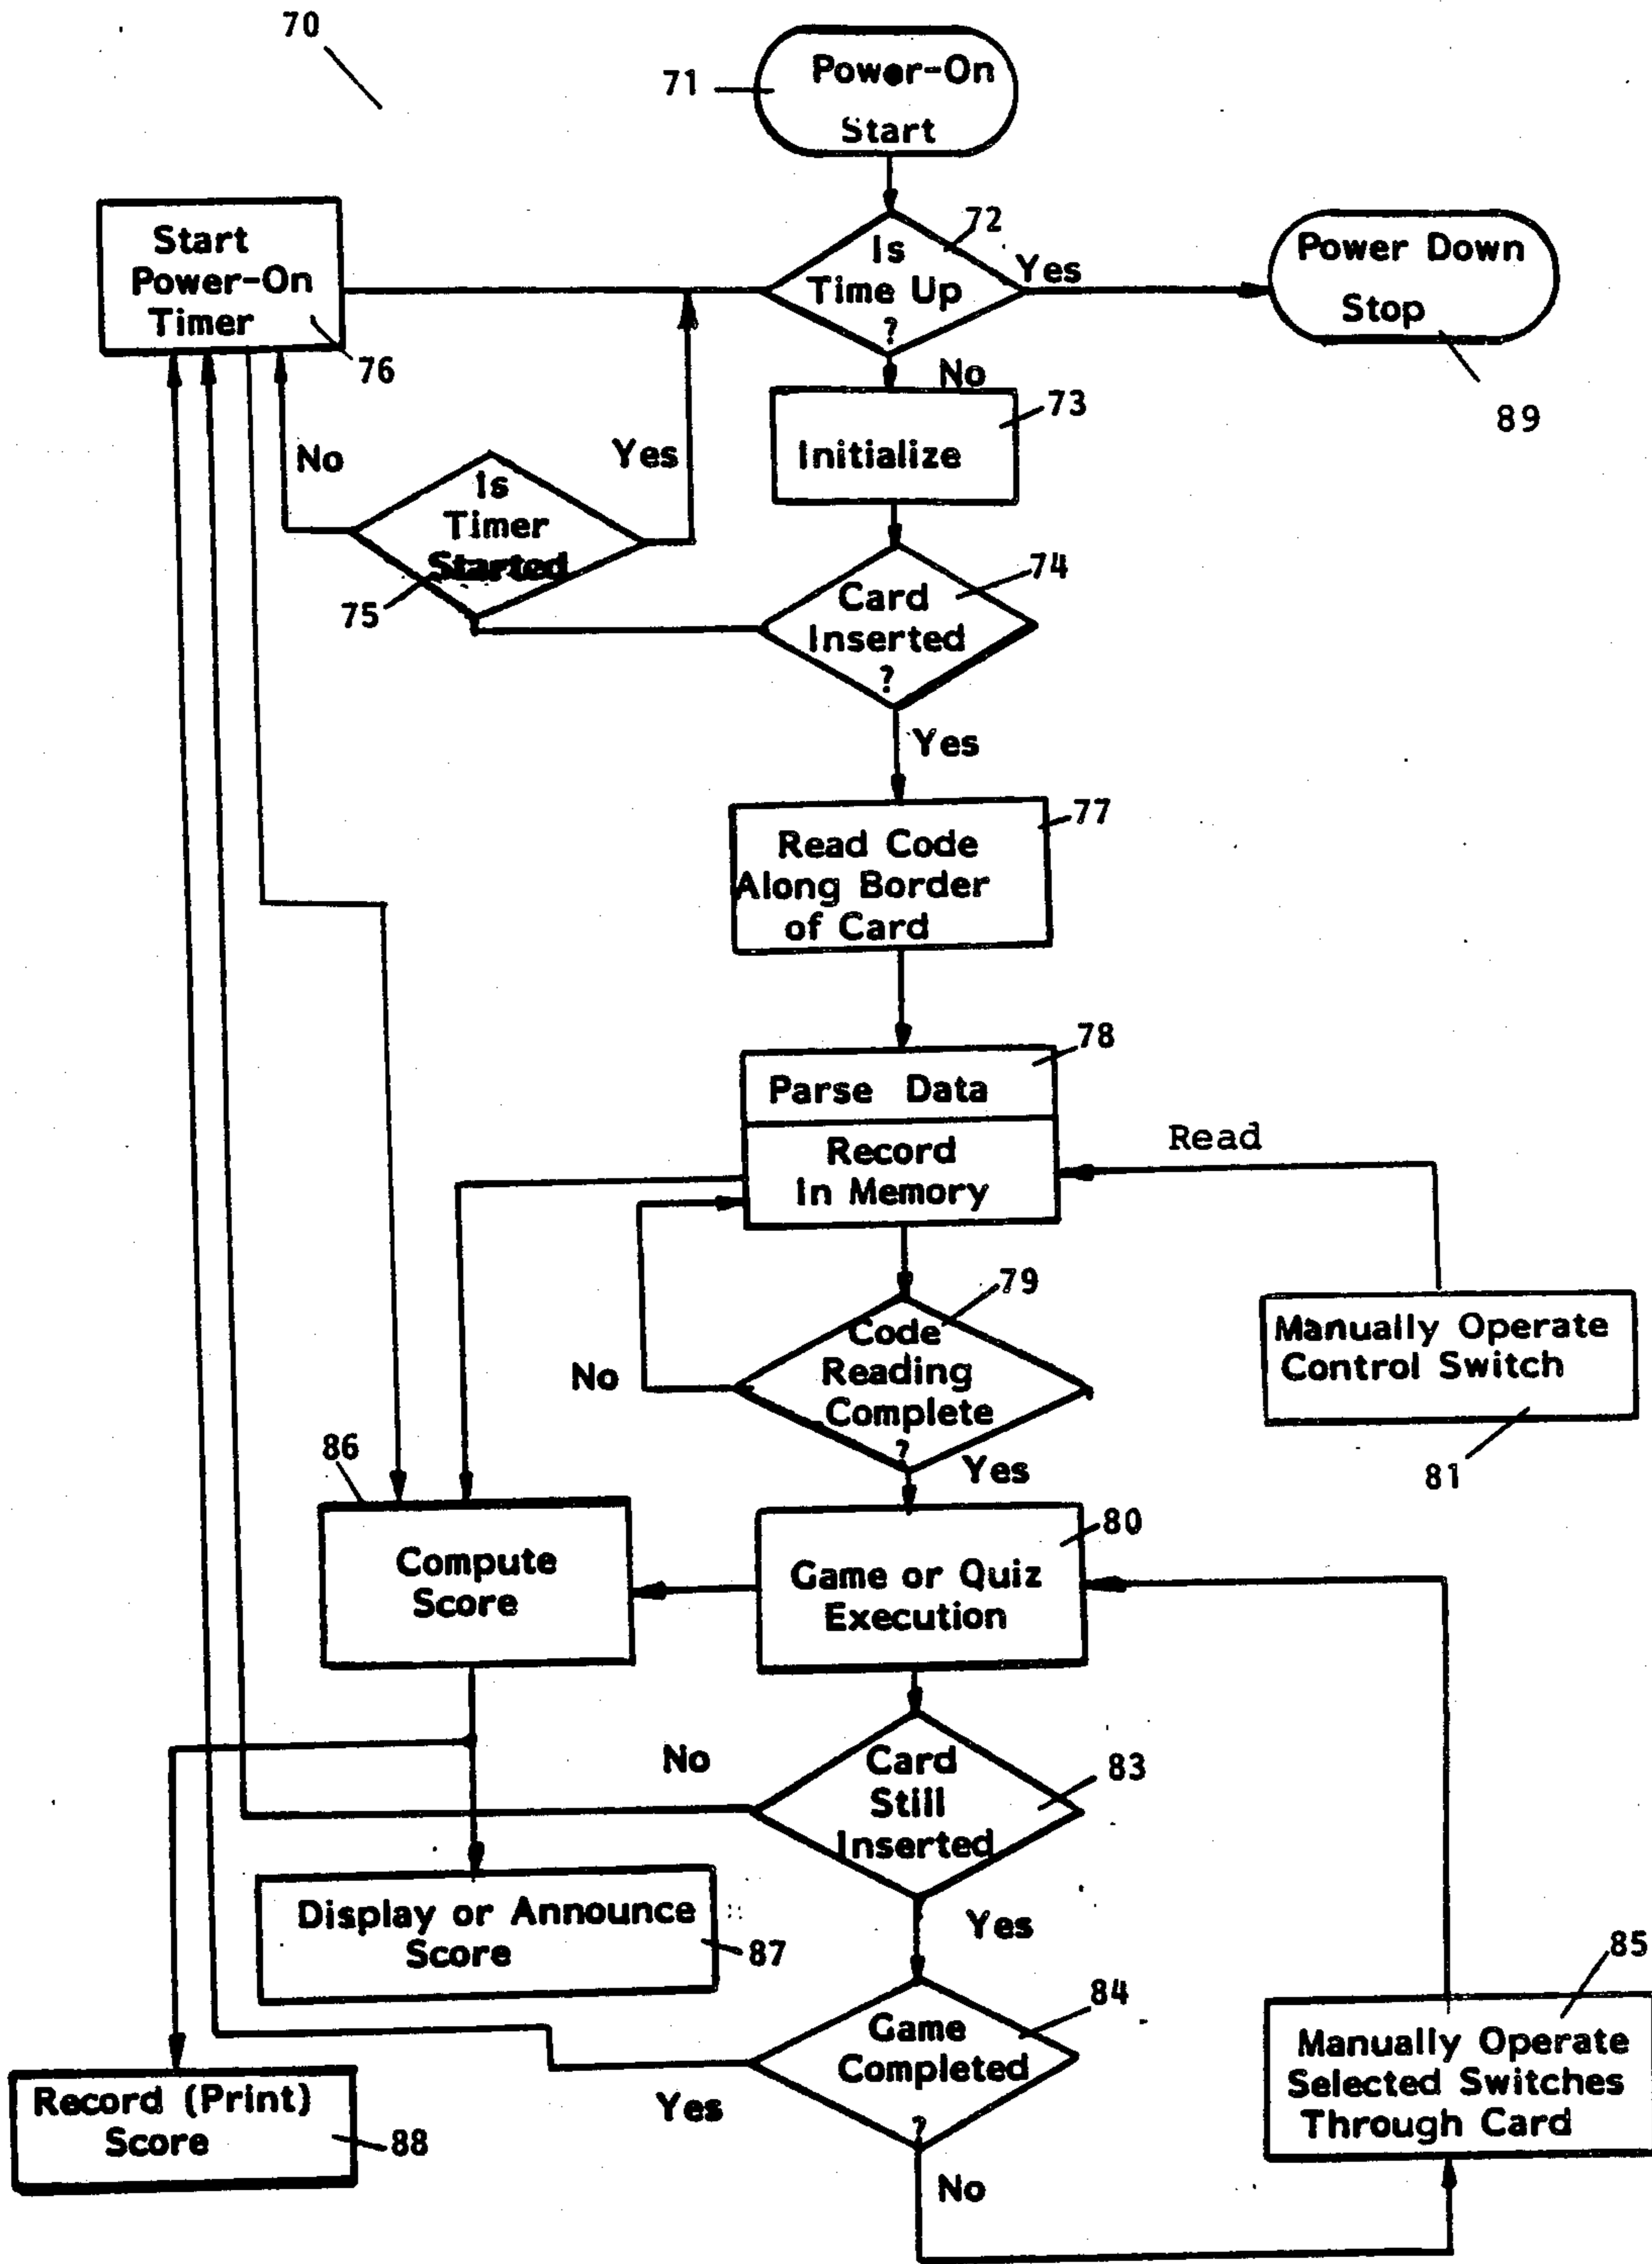 70
71
Power-On
Start
72
Is
Time Up
?
Yes
No
Power Down
Stop
89
Start
Power-On
Timer
76
73
Initialize
No
Yes
Is
Timer
Started
75
74
Card
Inserted
?
Yes
77
Read Code
Along Border
of Card
78
Parse Data
Record
In Memory
Read
79
Code
Reading
Complete
?
No
Yes
Manually Operate
Control Switch
81
86
Compute
Score
80
Game or Quiz
Execution
No
Card
Still
Inserted
83
Yes
Display or Announce
Score
87
84
Game
Completed
?
Yes
No
85
Manually Operate
Selected Switches
Through Card
Record (Print)
Score
88